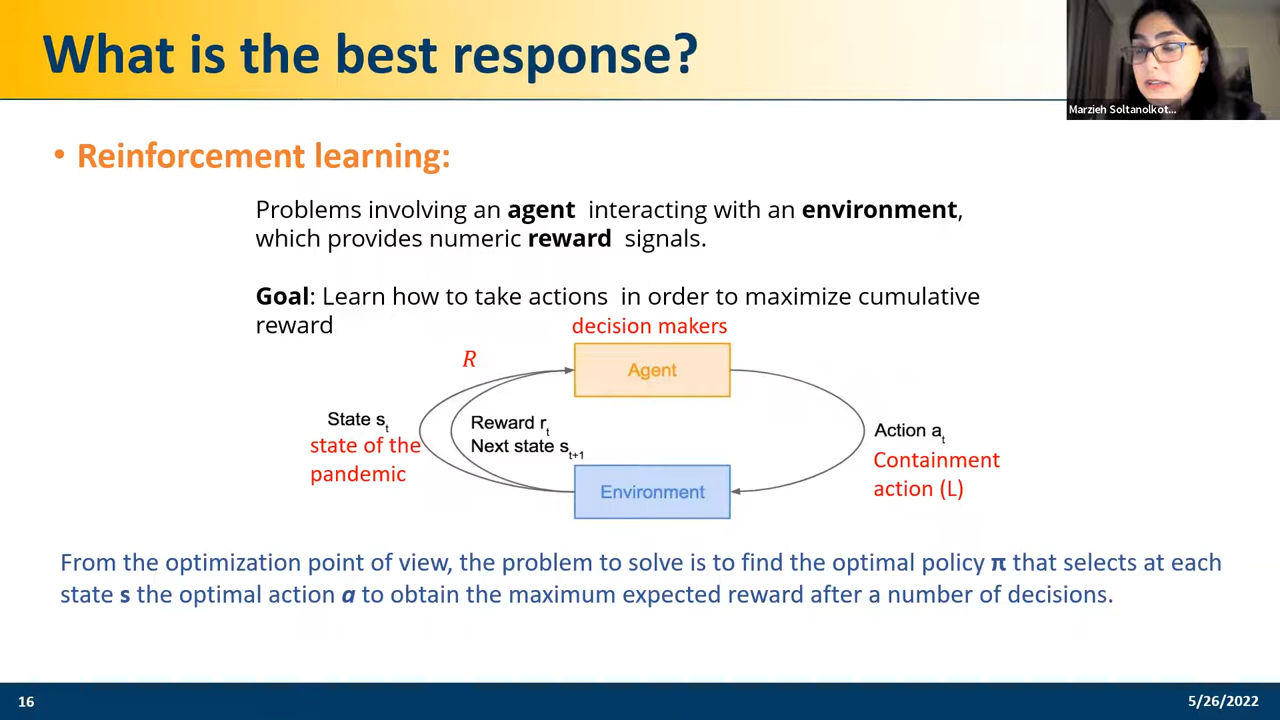 What is the best response?
Marzieh Soltanolkot...
• Reinforcement learning:
Problems involving an agent interacting with an environment,
which provides numeric reward signals.
Goal: Learn how to take actions in order to maximize cumulative
reward
decision makers
R
Agent
State sₜ
state of the
pandemic
Reward rₜ
Next state sₜ₊₁
Action aₜ
Containment
action (L)
Environment
From the optimization point of view, the problem to solve is to find the optimal policy π that selects at each
state s the optimal action a to obtain the maximum expected reward after a number of decisions.
16
5/26/2022